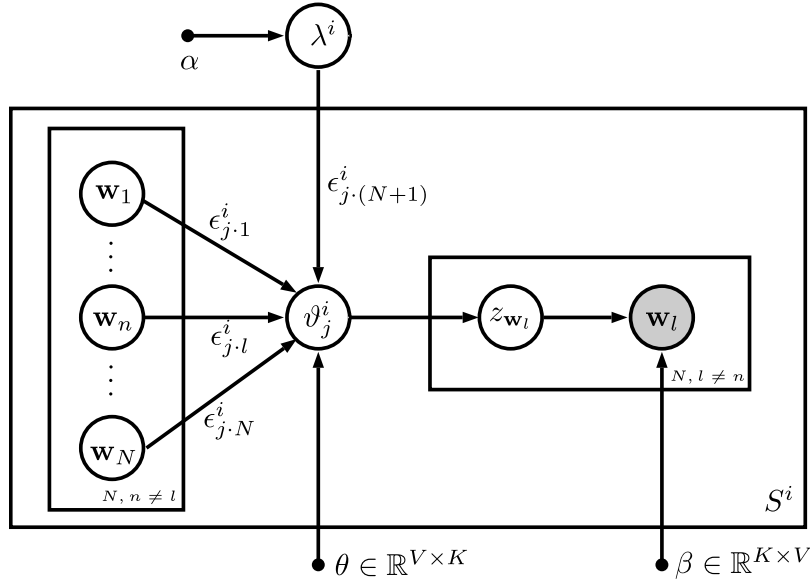 λ^i
α
ϵ^i_{j·(N+1)}
w_1
ϵ^i_{j·1}
⋮
w_n
ϵ^i_{j·l}
ϑ^i_j
z_{w_l}
w_l
N, l ≠ n
⋮
ϵ^i_{j·N}
w_N
N, n ≠ l
S^i
θ ∈ ℝ^{V×K}
β ∈ ℝ^{K×V}